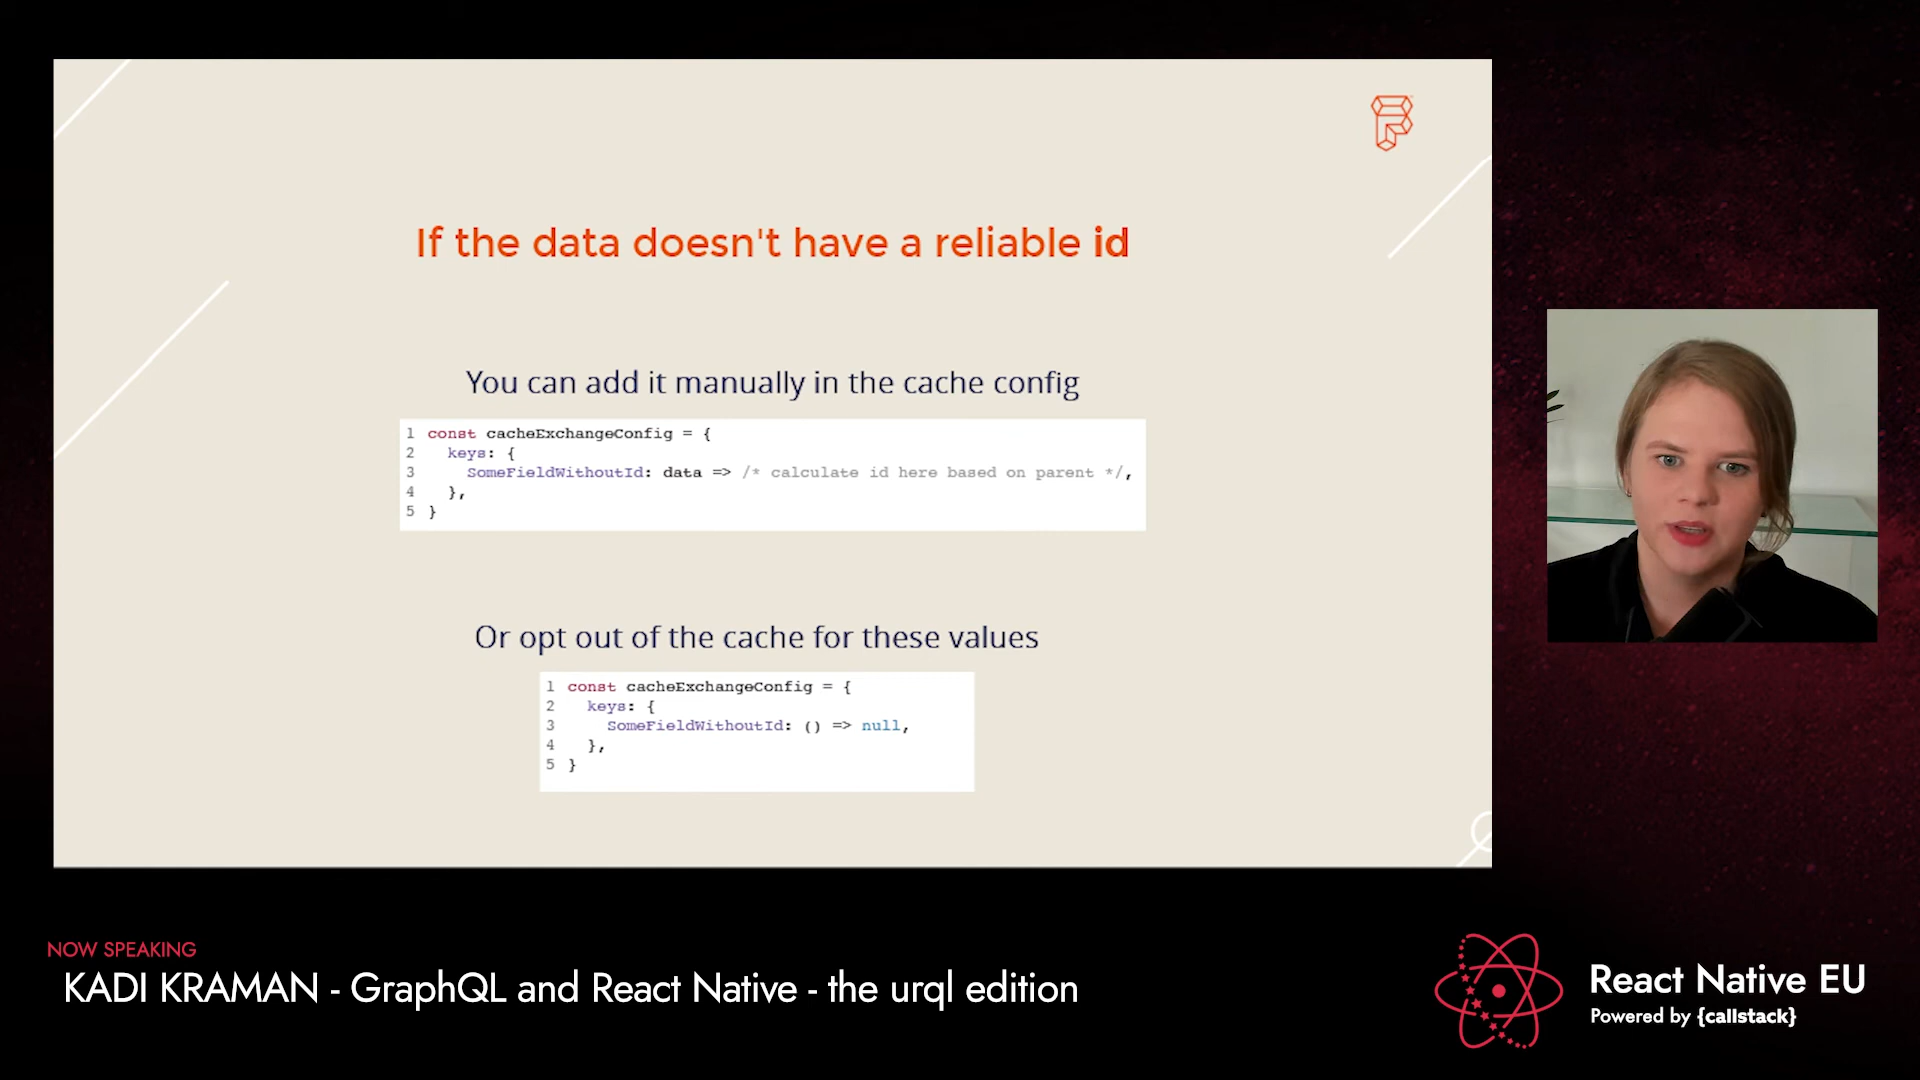 If the data doesn't have a reliable id
You can add it manually in the cache config
1 const cacheExchangeConfig = {
2 keys: {
3 SomeFieldWithoutId: data => /* calculate id here based on parent */,
4 },
5 }
Or opt out of the cache for these values
1 const cacheExchangeConfig = {
2 keys: {
3 SomeFieldWithoutId: () => null,
4 },
5 }
NOW SPEAKING
KADI KRAMAN - GraphQL and React Native - the urql edition
React Native EU
Powered by {callstack}